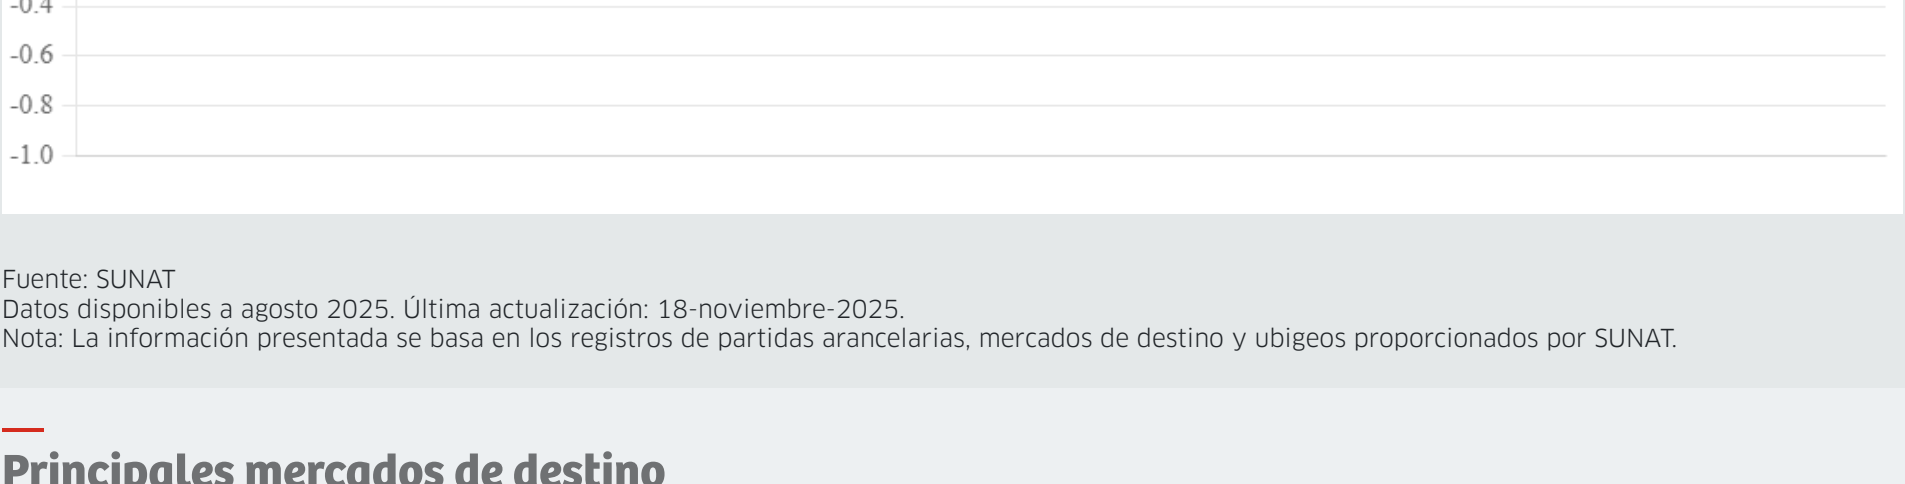 -0.4
-0.6
-0.8
-1.0
Fuente: SUNAT
Datos disponibles a agosto 2025. Última actualización: 18-noviembre-2025.
Nota: La información presentada se basa en los registros de partidas arancelarias, mercados de destino y ubigeos proporcionados por SUNAT.
Principales mercados de destino